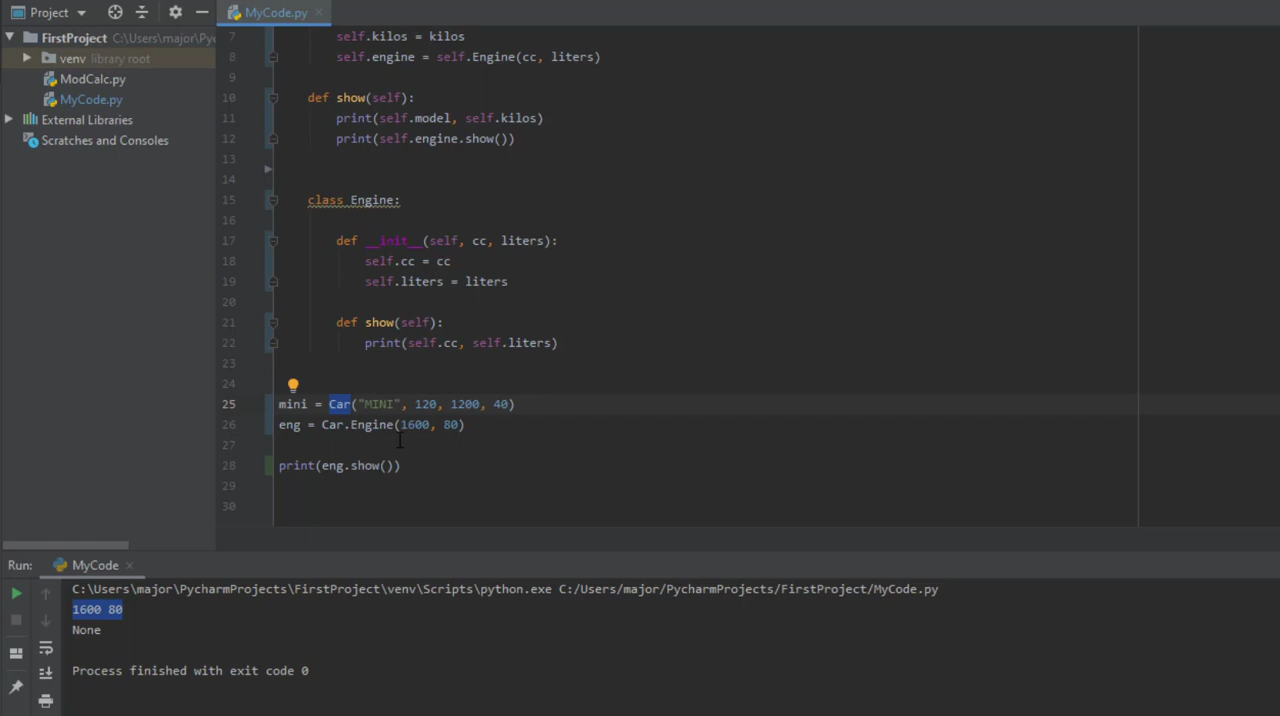 Project
MyCode.py
FirstProject C:\Users\major\Pyc
venv library root
ModCalc.py
MyCode.py
External Libraries
Scratches and Consoles
7 self.kilos = kilos
8 self.engine = self.Engine(cc, liters)
9
10 def show(self):
11 print(self.model, self.kilos)
12 print(self.engine.show())
13
14
15 class Engine:
16
17 def __init__(self, cc, liters):
18 self.cc = cc
19 self.liters = liters
20
21 def show(self):
22 print(self.cc, self.liters)
23
24
25 mini = Car("MINI", 120, 1200, 40)
26 eng = Car.Engine(1600, 80)
27
28 print(eng.show())
29
30
Run: MyCode
C:\Users\major\PycharmProjects\FirstProject\venv\Scripts\python.exe C:/Users/major/PycharmProjects/FirstProject/MyCode.py
1600 80
None
Process finished with exit code 0